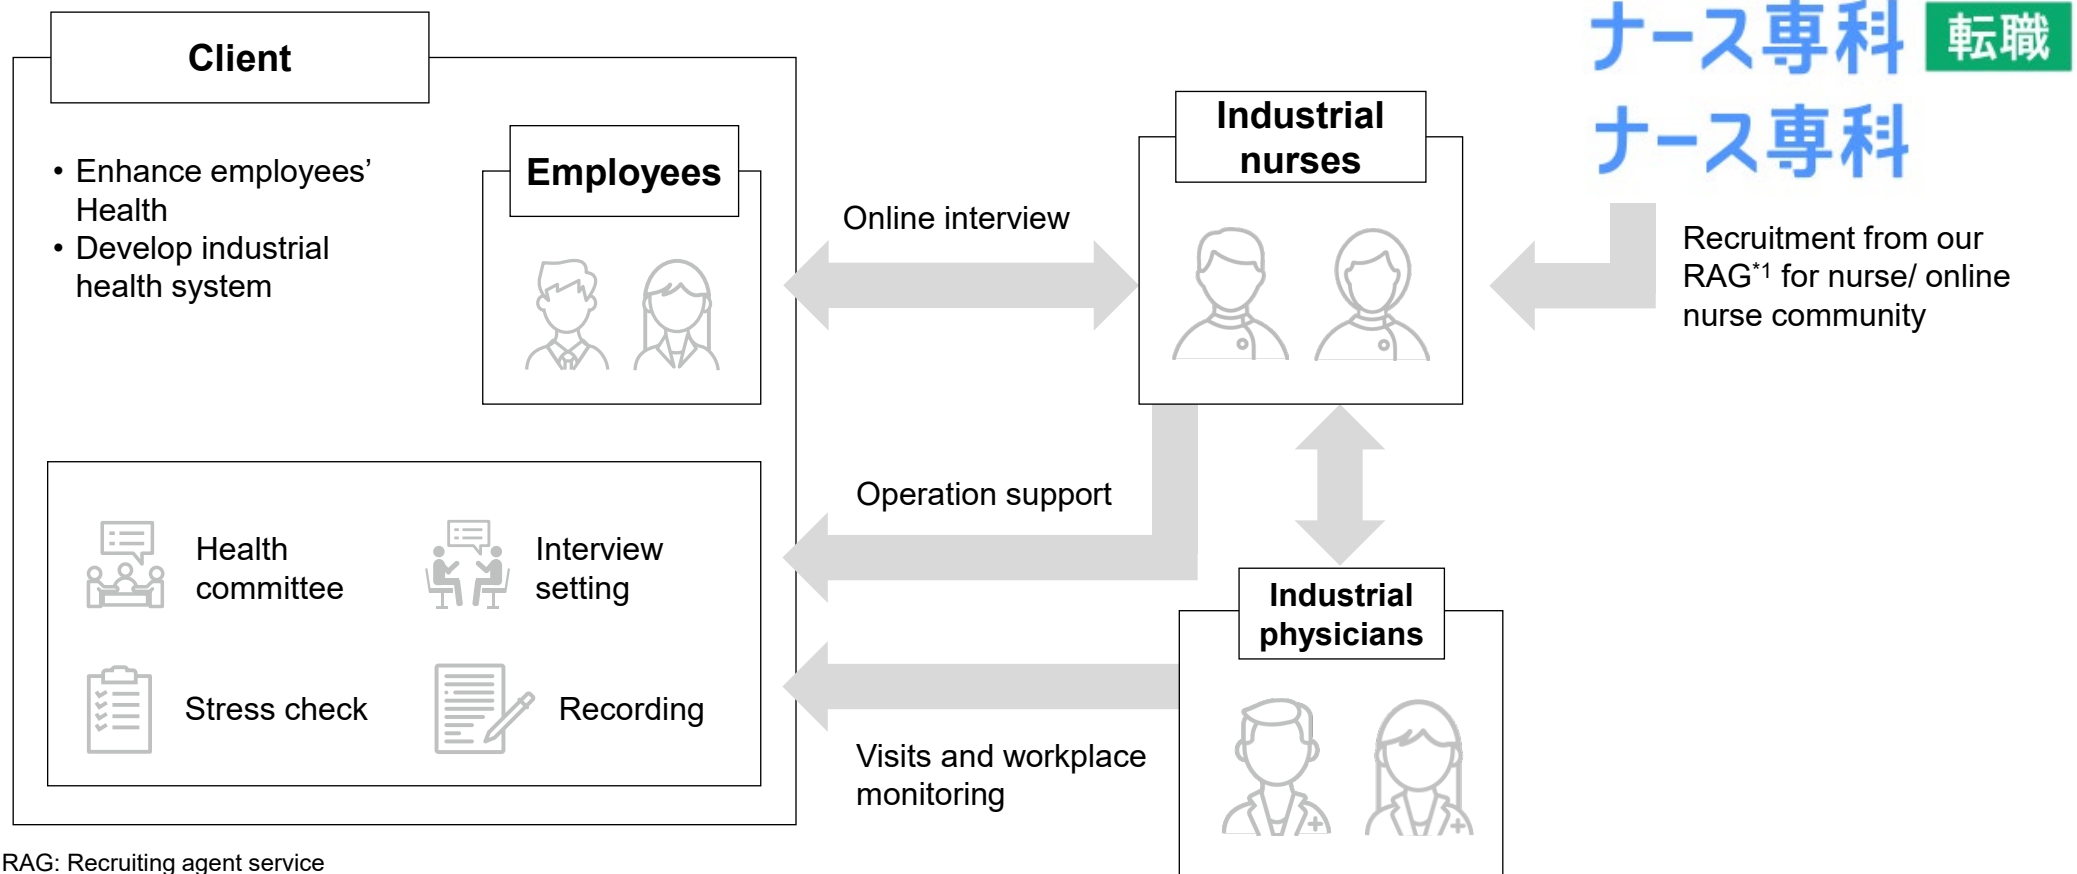 Client
• Enhance employees’
Health
• Develop industrial
health system
Employees
Online interview
Industrial
nurses
ナース専科 転職
ナース専科
Recruitment from our
RAG*1 for nurse/ online
nurse community
Operation support
Health
committee
Interview
setting
Stress check
Recording
Visits and workplace
monitoring
Industrial
physicians
RAG: Recruiting agent service